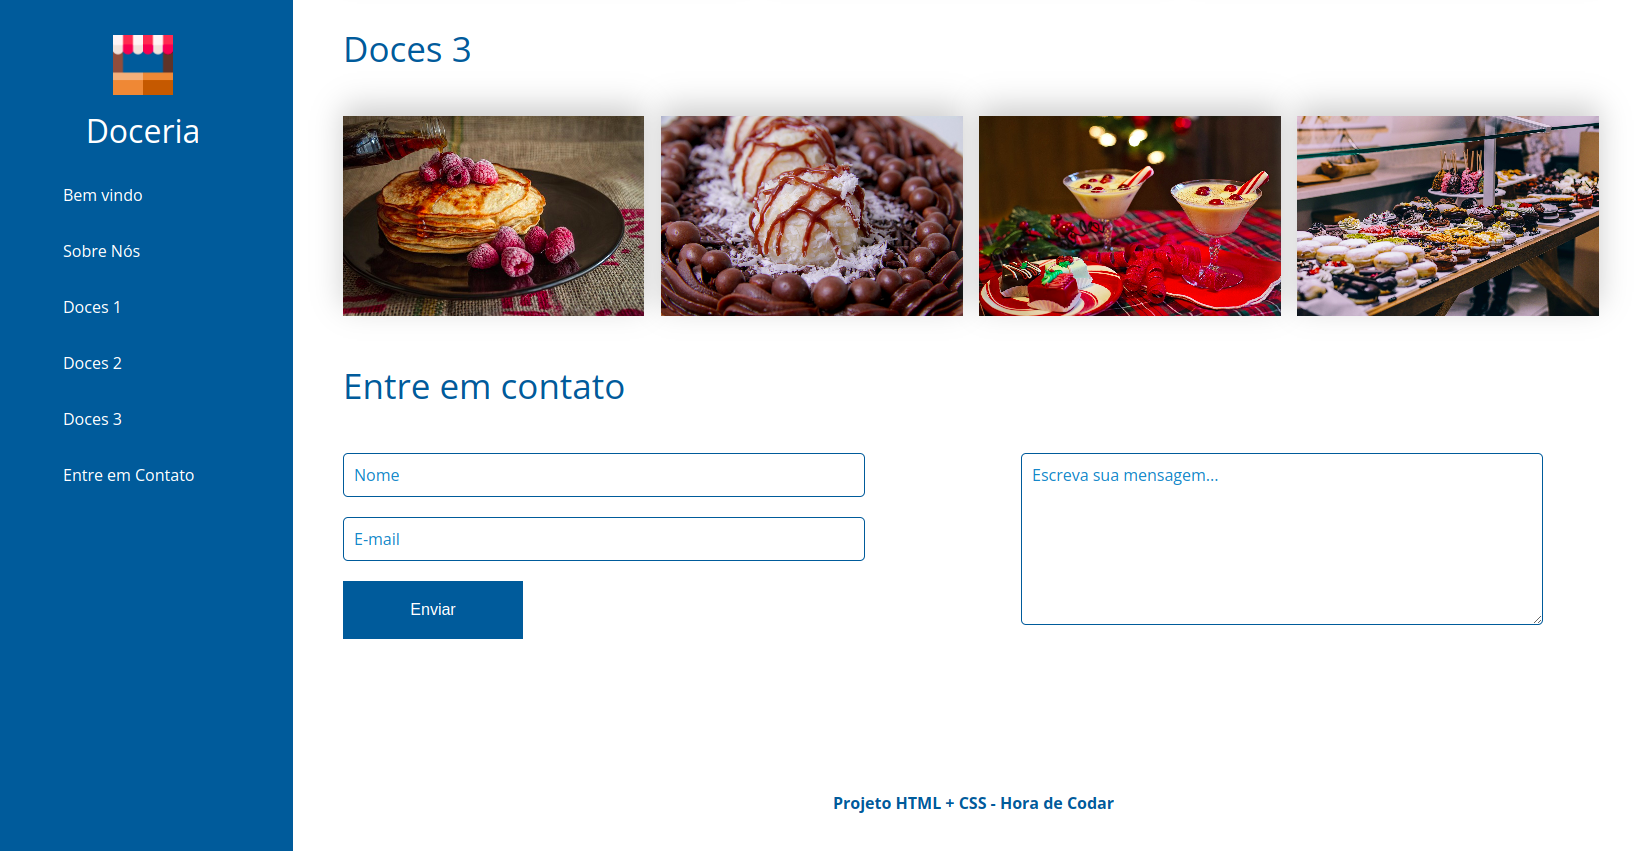 Doceria
Bem vindo
Sobre Nós
Doces 1
Doces 2
Doces 3
Entre em Contato
Doces 3
Entre em contato
Nome
E-mail
Enviar
Escreva sua mensagem...
Projeto HTML + CSS - Hora de Codar